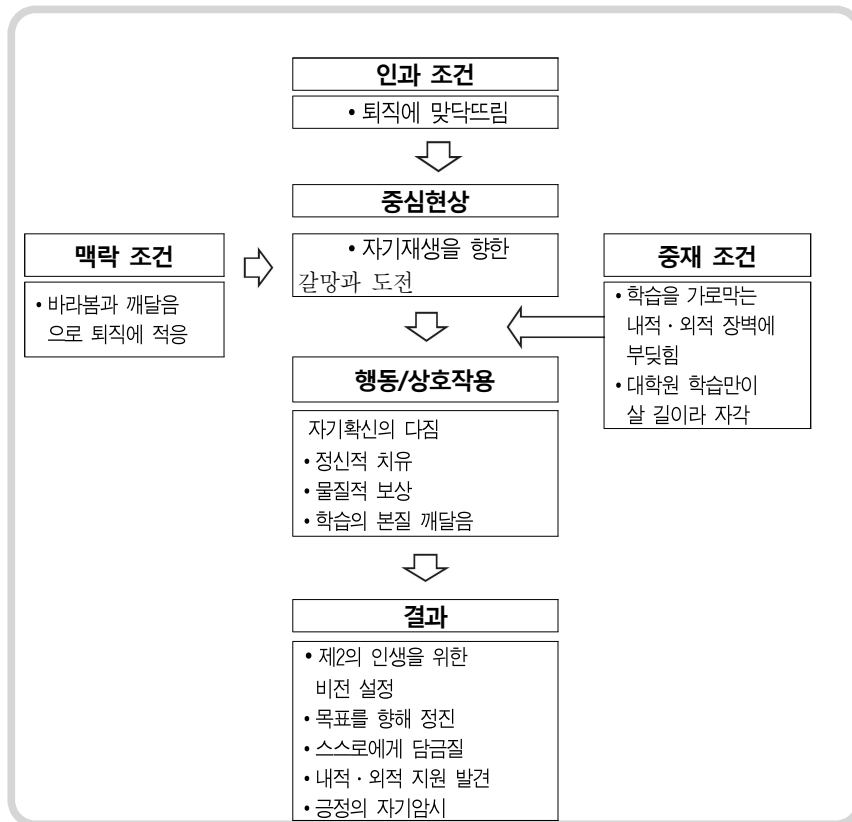 인과 조건
• 퇴직에 맞닥뜨림
중심현상
• 자기재생을 향한
갈망과 도전
맥락 조건
• 바라봄과 깨달음
으로 퇴직에 적응
중재 조건
• 학습을 가로막는
내적 · 외적 장벽에
부딪힘
• 대학원 학습만이
살 길이라 자각
행동/상호작용
자기확신의 다짐
• 정신적 치유
• 물질적 보상
• 학습의 본질 깨달음
결과
• 제2의 인생을 위한
비전 설정
• 목표를 향해 정진
• 스스로에게 담금질
• 내적 · 외적 지원 발견
• 긍정의 자기암시